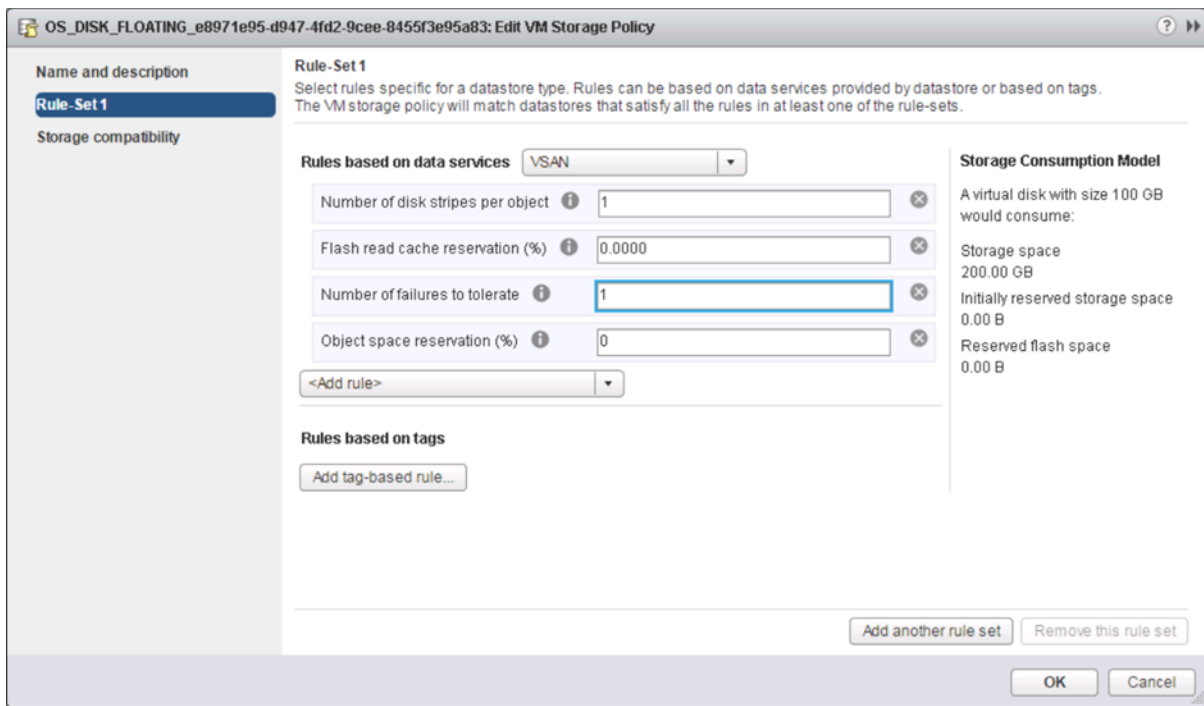 OS_DISK_FLOATING_e8971e95-d947-4fd2-9cee-8455f3e95a83: Edit VM Storage Policy
?
Name and description
Rule-Set 1
Storage compatibility
Rule-Set 1
Select rules specific for a datastore type. Rules can be based on data services provided by datastore or based on tags.
The VM storage policy will match datastores that satisfy all the rules in at least one of the rule-sets.
Rules based on data services VSAN
Number of disk stripes per object 1
Flash read cache reservation (%) 0.0000
Number of failures to tolerate 1
Object space reservation (%) 0
<Add rule>
Rules based on tags
Add tag-based rule...
Storage Consumption Model
A virtual disk with size 100 GB
would consume:
Storage space
200.00 GB
Initially reserved storage space
0.00 B
Reserved flash space
0.00 B
Add another rule set Remove this rule set
OK Cancel